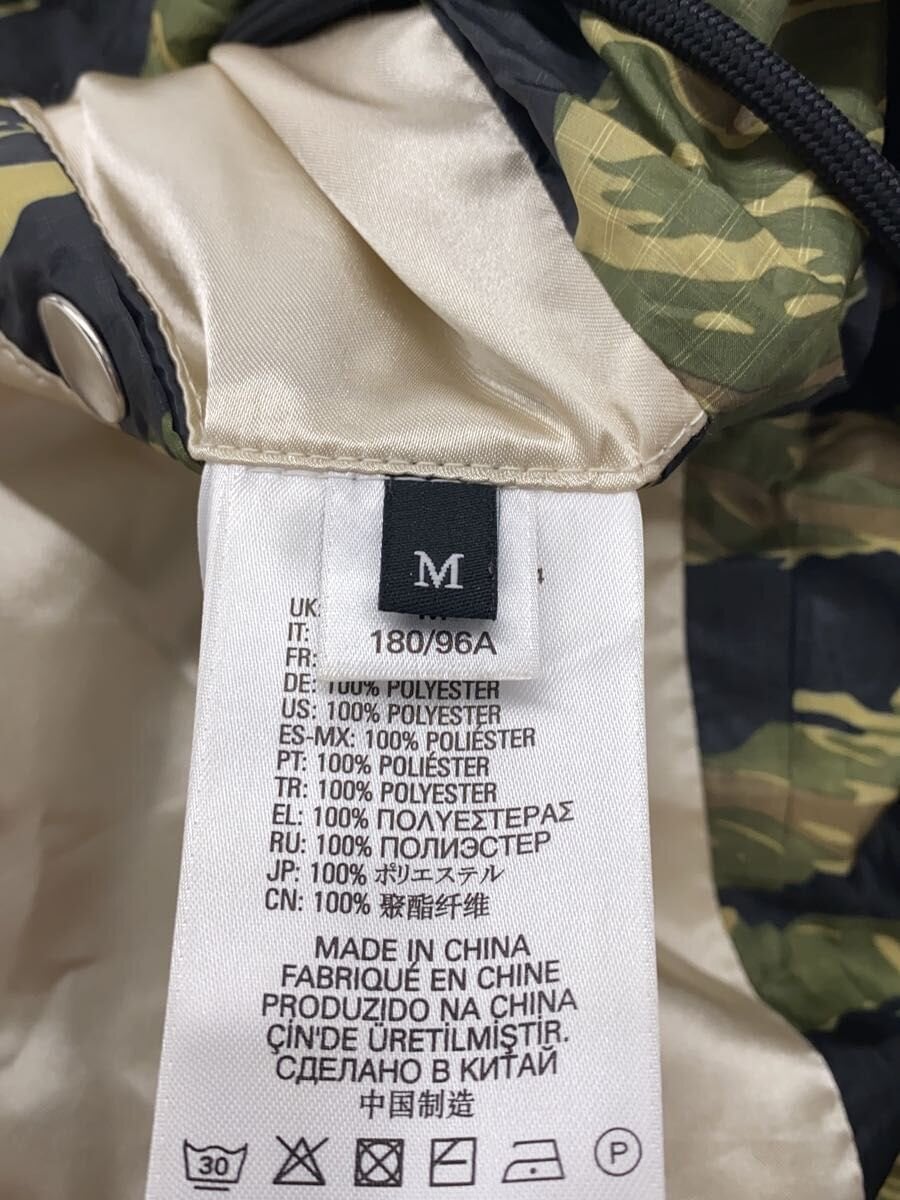 M
180/96A
UK:
IT:
FR:
DE: 100% POLYESTER
US: 100% POLYESTER
ES-MX: 100% POLIÉSTER
PT: 100% POLIÉSTER
TR: 100% POLYESTER
EL: 100% ΠΟΛΥΕΣΤΕΡΑΣ
RU: 100% ПОЛИЭСТЕР
JP: 100% ポリエステル
CN: 100% 聚酯纤维
MADE IN CHINA
FABRIQUÉ EN CHINE
PRODUZIDO NA CHINA
ÇİN'DE ÜRETİLMİŞTİR.
СДЕЛАНО В КИТАЙ
中国制造
30
P